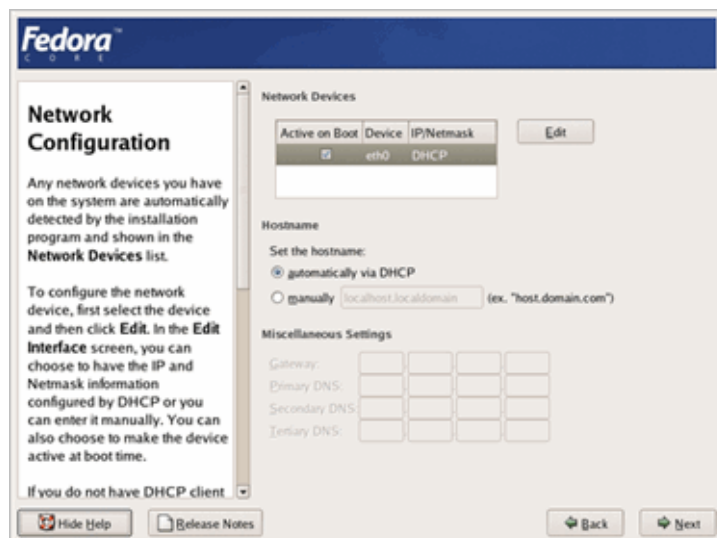 Fedora™
CORE
Network
Configuration
Any network devices you have
on the system are automatically
detected by the installation
program and shown in the
Network Devices list.
To configure the network
device, first select the device
and then click Edit. In the Edit
Interface screen, you can
choose to have the IP and
Netmask information
configured by DHCP or you
can enter it manually. You can
also choose to make the device
active at boot time.
If you do not have DHCP client
Network Devices
Active on Boot Device IP/Netmask
eth0 DHCP
Edit
Hostname
Set the hostname:
automatically via DHCP
manually localhost.localdomain (ex. "host.domain.com")
Miscellaneous Settings
Gateway:
Primary DNS:
Secondary DNS:
Tertiary DNS:
Hide Help
Release Notes
Back
Next